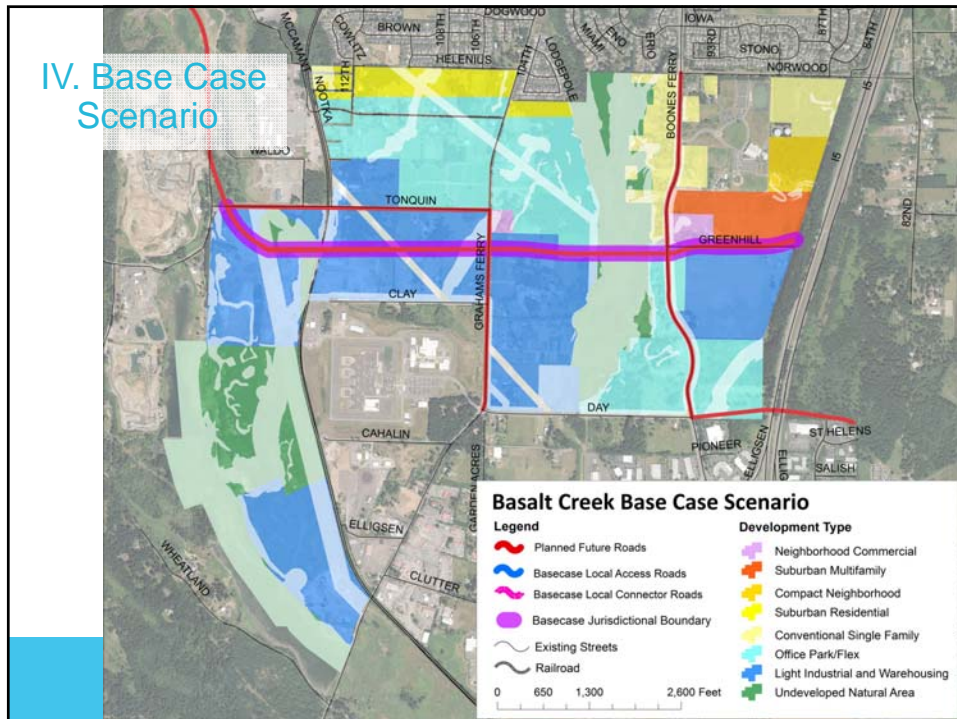 IV. Base Case
Scenario
MCCAMANT
COWLITZ
BROWN
108TH
106TH
DOGWOOD
104TH
LODGEPOLE
MIAMI
ENO
ERIO
IOWA
93RD
STONO
87TH
84TH
HELENIUS
NORWOOD
NOOTKA
112TH
BOONES FERRY
I5
WALDO
I5
TONQUIN
82ND
GREENHILL
GRAHAMS FERRY
CLAY
DAY
CAHALIN
PIONEER
ELLIGSEN
ST HELENS
SALISH
GARDEN ACRES
ELLIGSEN
CLUTTER
WHEATLAND
Basalt Creek Base Case Scenario
Legend
Planned Future Roads
Basecase Local Access Roads
Basecase Local Connector Roads
Basecase Jurisdictional Boundary
Existing Streets
Railroad
0 650 1,300 2,600 Feet
Development Type
Neighborhood Commercial
Suburban Multifamily
Compact Neighborhood
Suburban Residential
Conventional Single Family
Office Park/Flex
Light Industrial and Warehousing
Undeveloped Natural Area